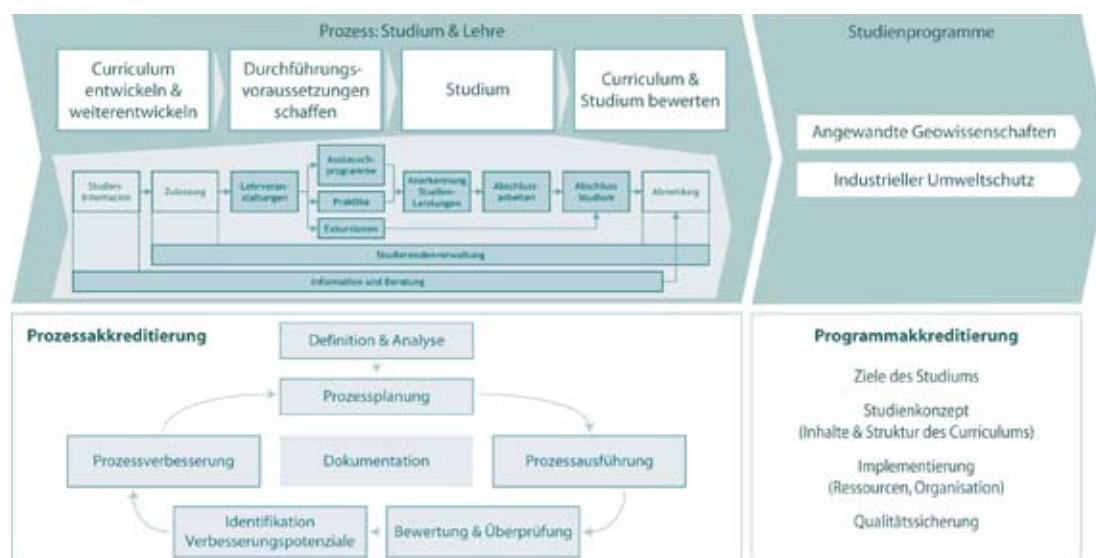 Prozess: Studium & Lehre
Curriculum
entwickeln &
weiterentwickeln
Durchführungs-
voraussetzungen
schaffen
Studium
Curriculum &
Studium bewerten
Studien
Information
Zulassung
Lehrveran-
staltungen
Austausch-
programme
Praktika
Exkursionen
Anerkennung
Studien-
Leistungen
Abschluss
arbeiten
Abschluss
Studium
Abmeldung
Studierendenverwaltung
Information und Beratung
Studienprogramme
Angewandte Geowissenschaften
Industrieller Umweltschutz
Prozessakkreditierung
Definition & Analyse
Prozessplanung
Prozessverbesserung
Dokumentation
Prozessausführung
Identifikation
Verbesserungspotenziale
Bewertung & Überprüfung
Programmakkreditierung
Ziele des Studiums
Studienkonzept
(Inhalte & Struktur des Curriculums)
Implementierung
(Ressourcen, Organisation)
Qualitätssicherung